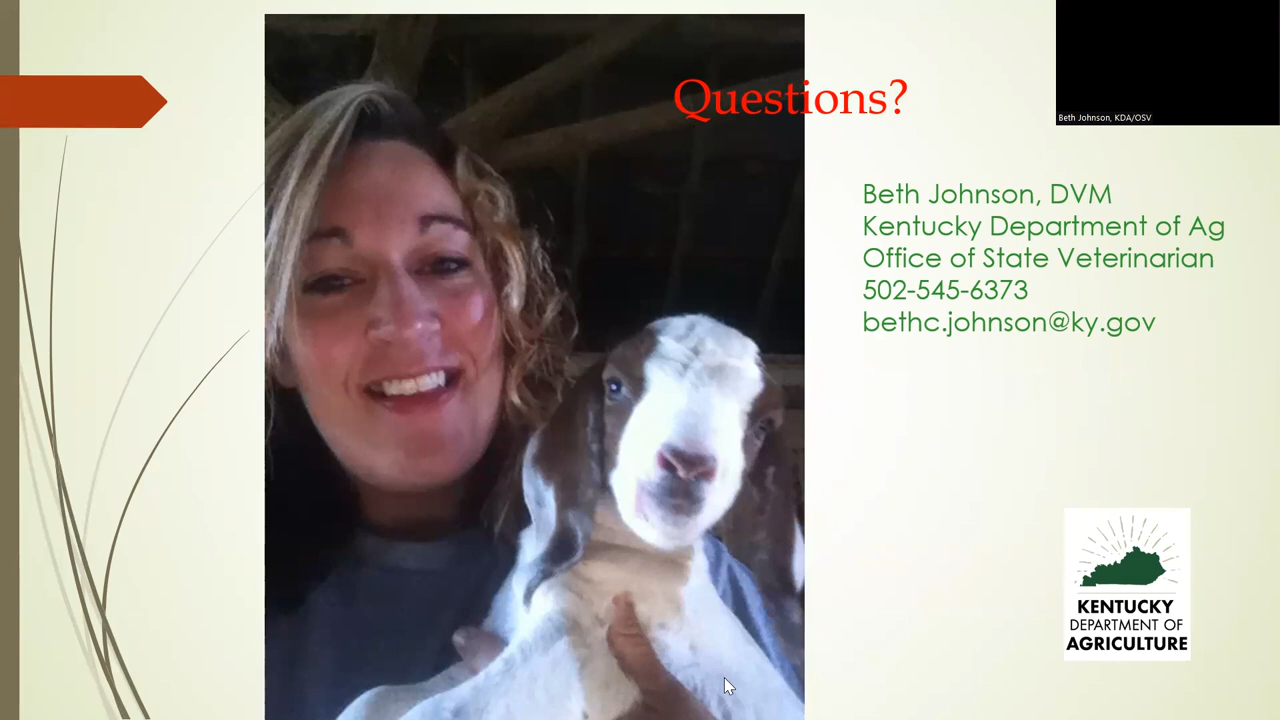 Questions?
Beth Johnson, KDA/OSV
Beth Johnson, DVM
Kentucky Department of Ag
Office of State Veterinarian
502-545-6373
bethc.johnson@ky.gov
KENTUCKY
DEPARTMENT OF
AGRICULTURE